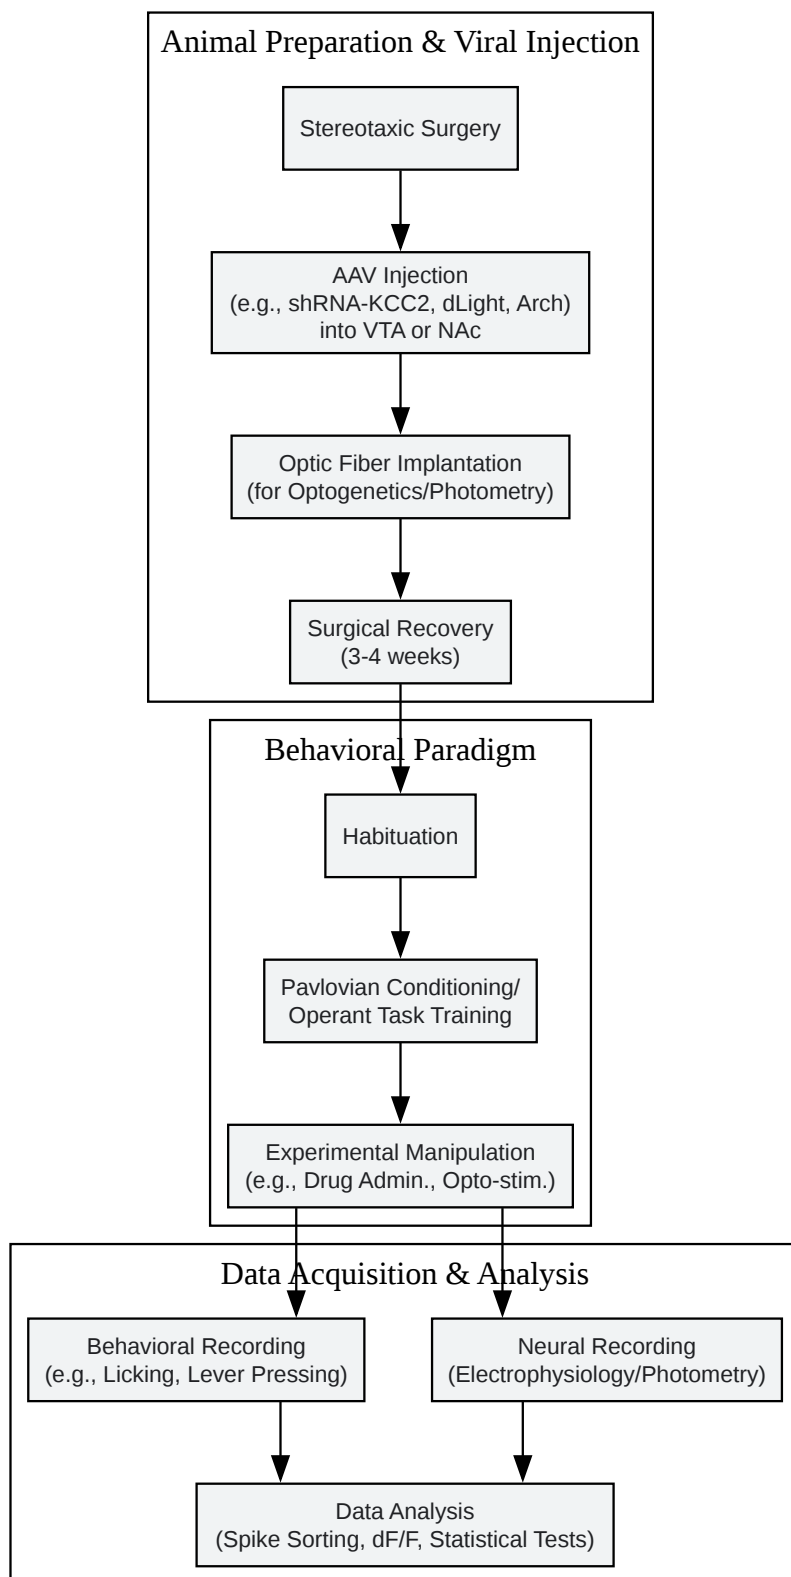 Animal Preparation & Viral Injection
Stereotaxic Surgery
AAV Injection
(e.g., shRNA-KCC2, dLight, Arch)
into VTA or NAc
Optic Fiber Implantation
(for Optogenetics/Photometry)
Surgical Recovery
(3-4 weeks)
Behavioral Paradigm
Habituation
Pavlovian Conditioning/
Operant Task Training
Experimental Manipulation
(e.g., Drug Admin., Opto-stim.)
Data Acquisition & Analysis
Behavioral Recording
(e.g., Licking, Lever Pressing)
Neural Recording
(Electrophysiology/Photometry)
Data Analysis
(Spike Sorting, dF/F, Statistical Tests)